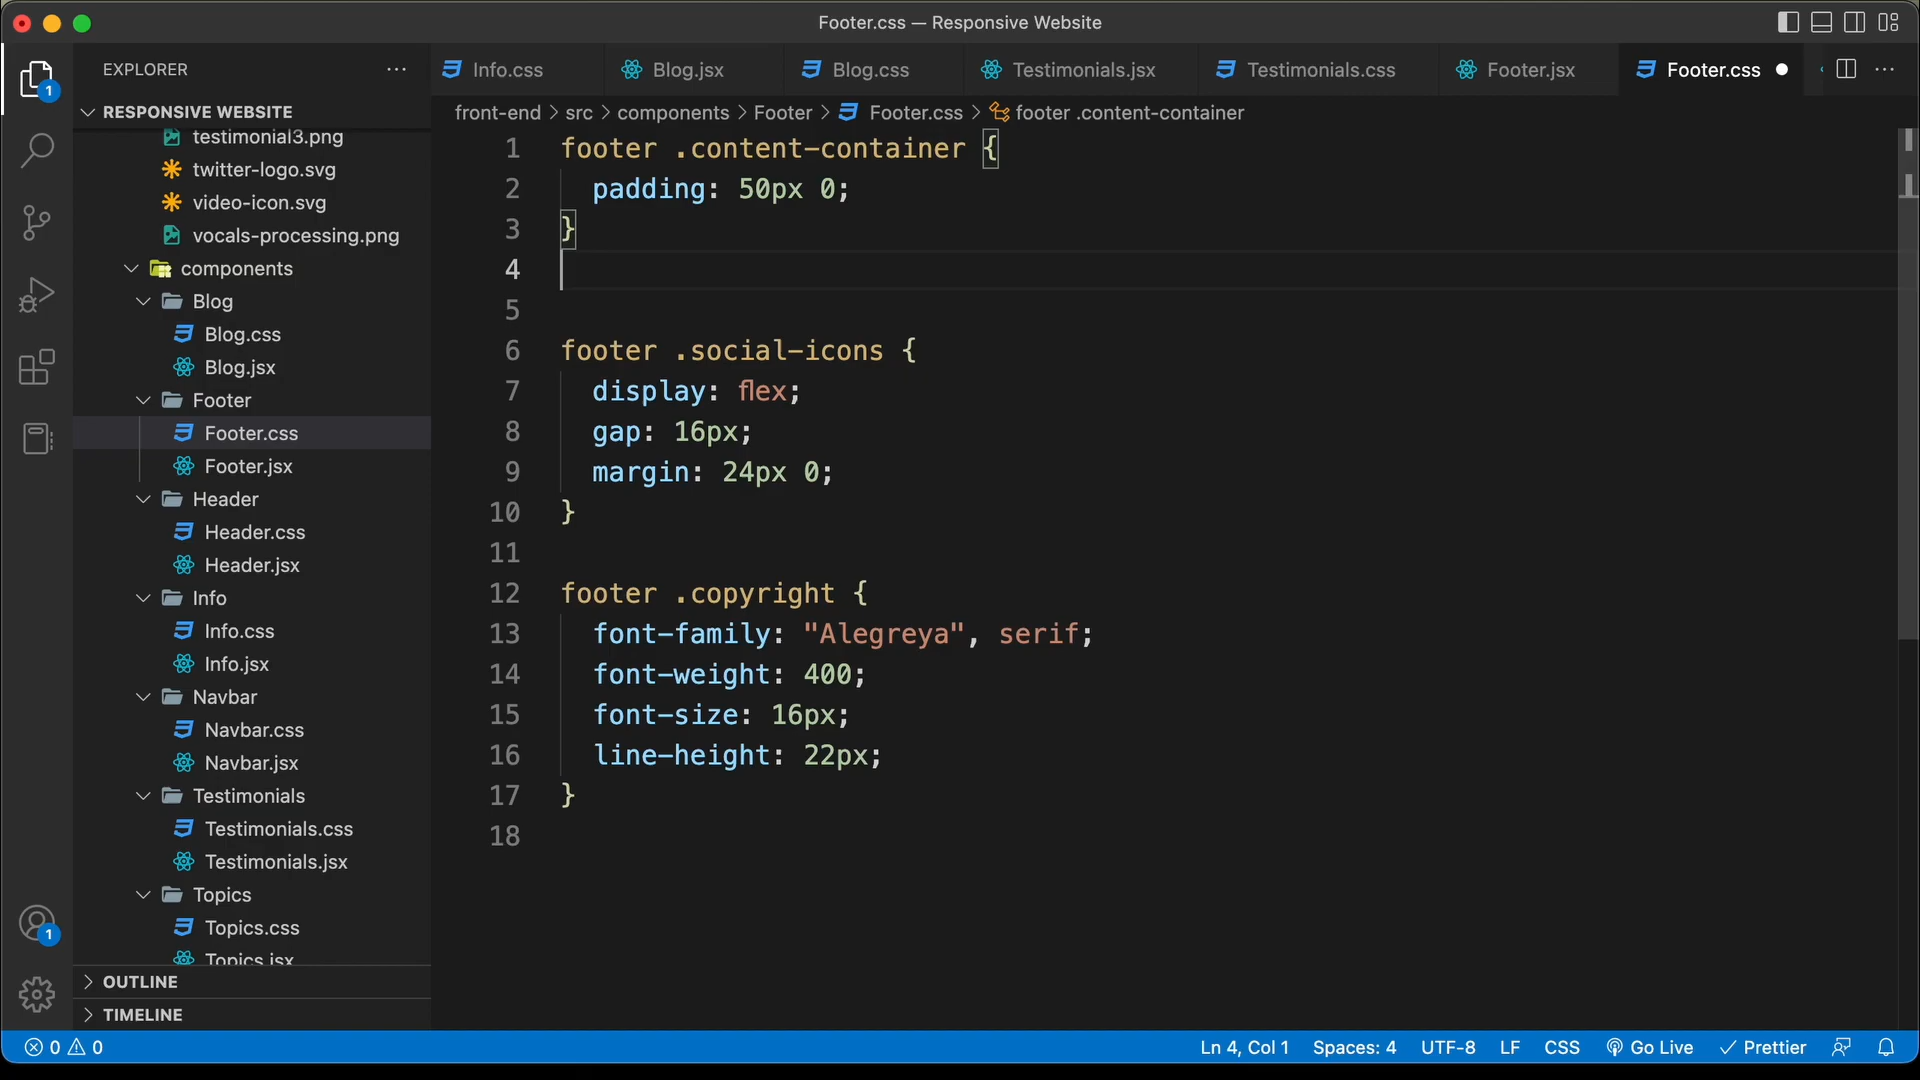 Footer.css — Responsive Website
EXPLORER
Info.css
Blog.jsx
Blog.css
Testimonials.jsx
Testimonials.css
Footer.jsx
Footer.css
RESPONSIVE WEBSITE
front-end > src > components > Footer > Footer.css > footer .content-container
testimonial3.png
twitter-logo.svg
video-icon.svg
vocals-processing.png
components
Blog
Blog.css
Blog.jsx
Footer
Footer.css
Footer.jsx
Header
Header.css
Header.jsx
Info
Info.css
Info.jsx
Navbar
Navbar.css
Navbar.jsx
Testimonials
Testimonials.css
Testimonials.jsx
Topics
Topics.css
Topics.jsx
OUTLINE
TIMELINE
1
1
1 footer .content-container {
2 padding: 50px 0;
3 }
4
5
6 footer .social-icons {
7 display: flex;
8 gap: 16px;
9 margin: 24px 0;
10 }
11
12 footer .copyright {
13 font-family: "Alegreya", serif;
14 font-weight: 400;
15 font-size: 16px;
16 line-height: 22px;
17 }
18
0 0
Ln 4, Col 1
Spaces: 4
UTF-8
LF
CSS
Go Live
Prettier